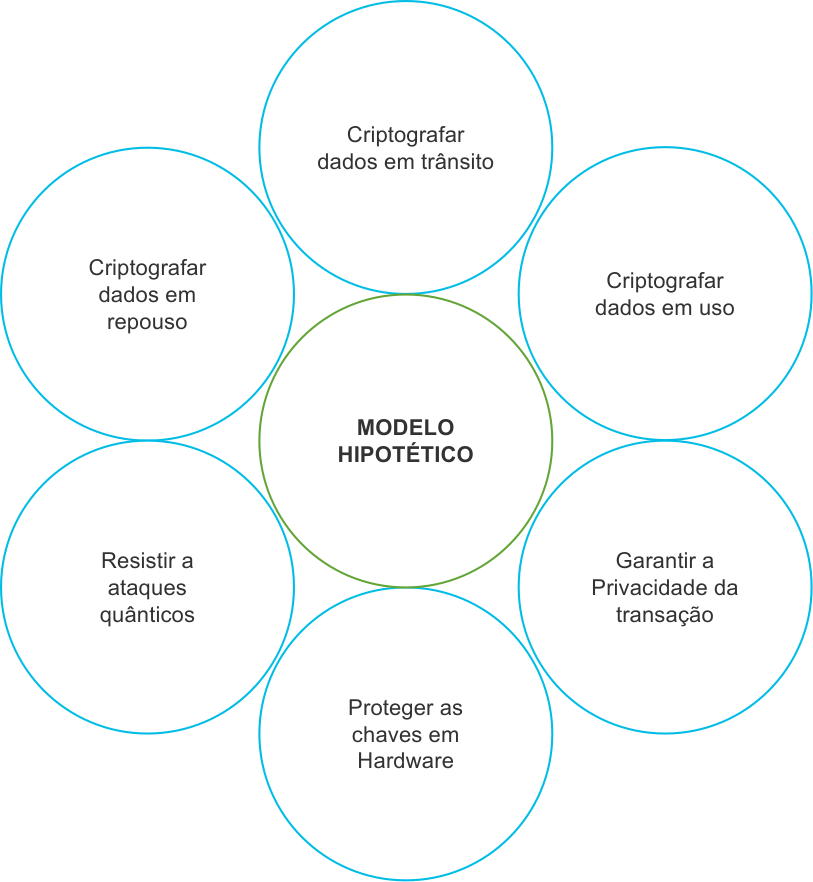 Criptografar
dados em trânsito
Criptografar
dados em
repouso
Criptografar
dados em uso
MODELO
HIPOTÉTICO
Resistir a
ataques
quânticos
Garantir a
Privacidade da
transação
Proteger as
chaves em
Hardware